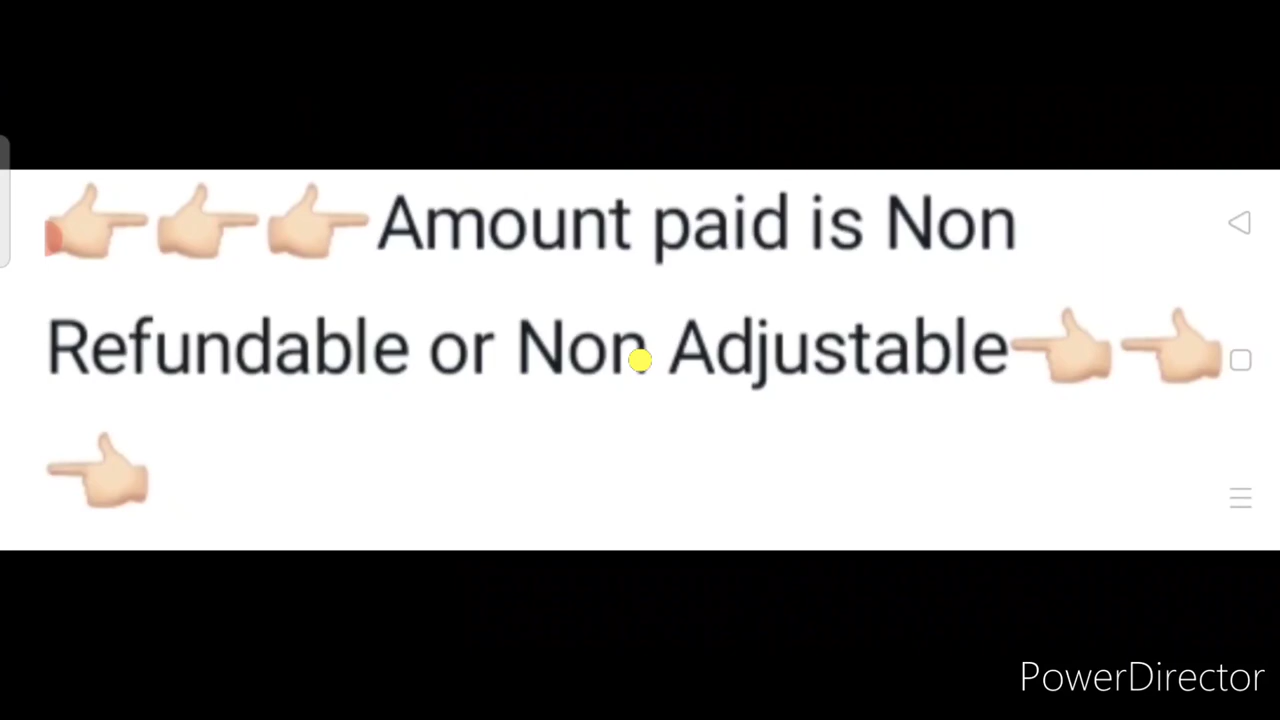 👉🏻👉🏻👉🏻Amount paid is Non
Refundable or Non Adjustable👈🏻👈🏻
👈🏻
PowerDirector